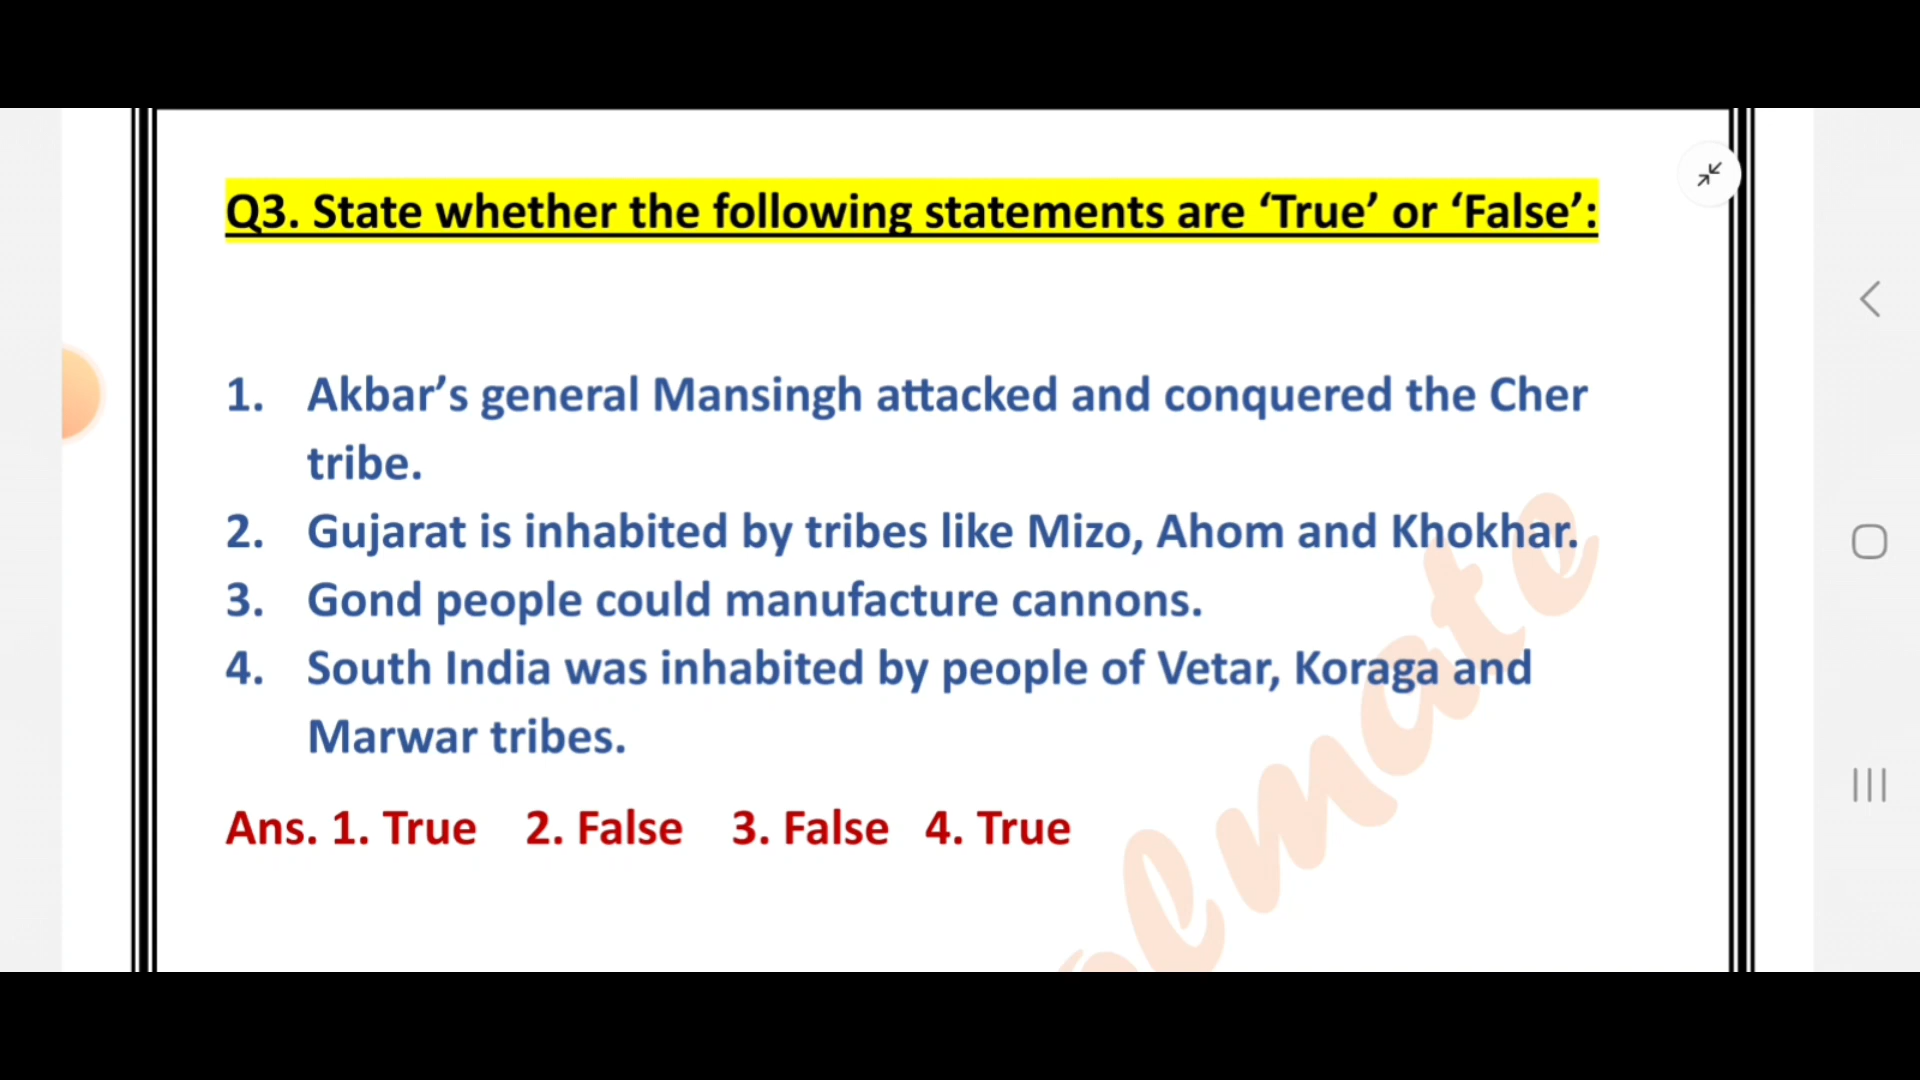 Q3. State whether the following statements are ‘True’ or ‘False’:
1. Akbar’s general Mansingh attacked and conquered the Cher
tribe.
2. Gujarat is inhabited by tribes like Mizo, Ahom and Khokhar.
3. Gond people could manufacture cannons.
4. South India was inhabited by people of Vetar, Koraga and
Marwar tribes.
Ans. 1. True 2. False 3. False 4. True
olmate